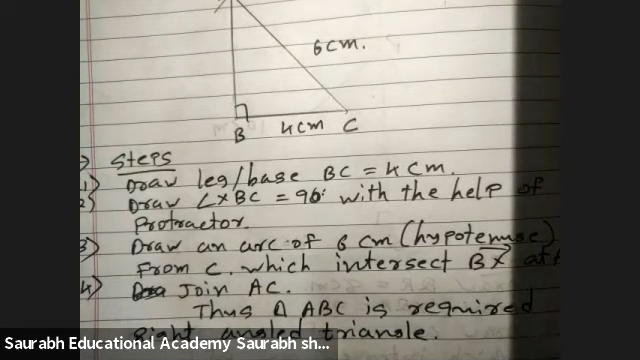 6cm.
B 4cm C
Steps
1) Draw leg/base BC = 4cm.
2) Draw ∠XBC = 90° with the help of
Protractor.
3) Draw an arc of 6 cm (hypotenuse)
From C. which intersect BX at
4) Join AC.
Thus Δ ABC is required
Right angled triangle.
Saurabh Educational Academy Saurabh sh...